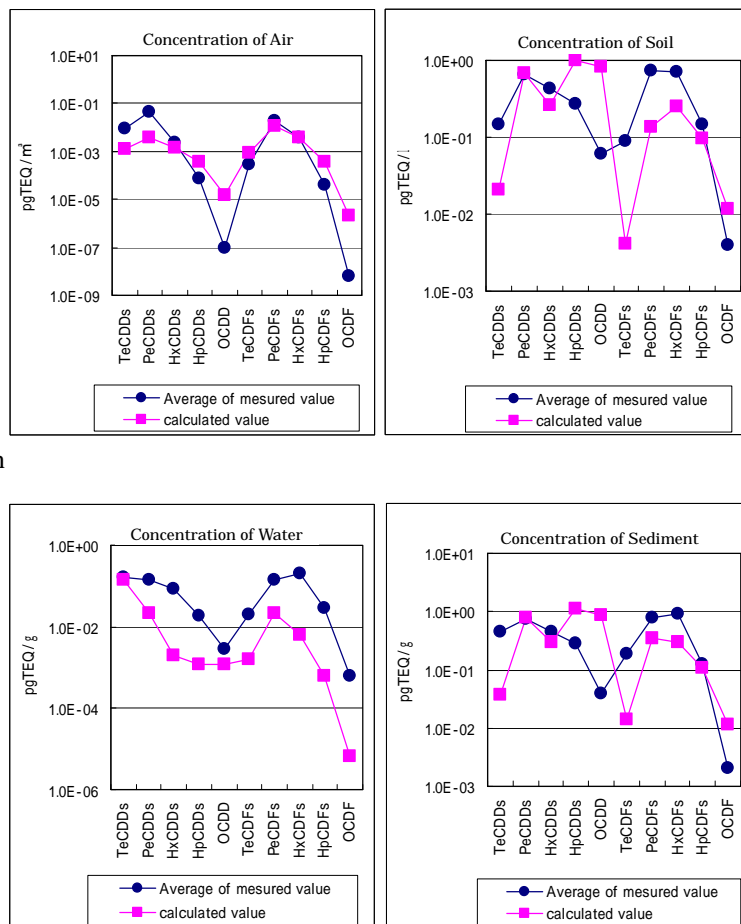 Concentration of Air
1.0E+01
1.0E-01
1.0E-03
1.0E-05
1.0E-07
1.0E-09
pgTEQ/㎥
TeCDDs
PeCDDs
HxCDDs
HpCDDs
OCDD
TeCDFs
PeCDFs
HxCDFs
HpCDFs
OCDF
Average of mesured value
calculated value
Concentration of Soil
1.0E+00
1.0E-01
1.0E-02
1.0E-03
pgTEQ/l
TeCDDs
PeCDDs
HxCDDs
HpCDDs
OCDD
TeCDFs
PeCDFs
HxCDFs
HpCDFs
OCDF
Average of mesured value
calculated value
Concentration of Water
1.0E+00
1.0E-02
1.0E-04
1.0E-06
pgTEQ/g
TeCDDs
PeCDDs
HxCDDs
HpCDDs
OCDD
TeCDFs
PeCDFs
HxCDFs
HpCDFs
OCDF
Average of mesured value
calculated value
Concentration of Sediment
1.0E+01
1.0E+00
1.0E-01
1.0E-02
1.0E-03
pgTEQ/g
TeCDDs
PeCDDs
HxCDDs
HpDDDs
OCDD
TeCDFs
PeCDFs
HxCDFs
HpCDFs
OCDF
Average of mesured value
calculated value